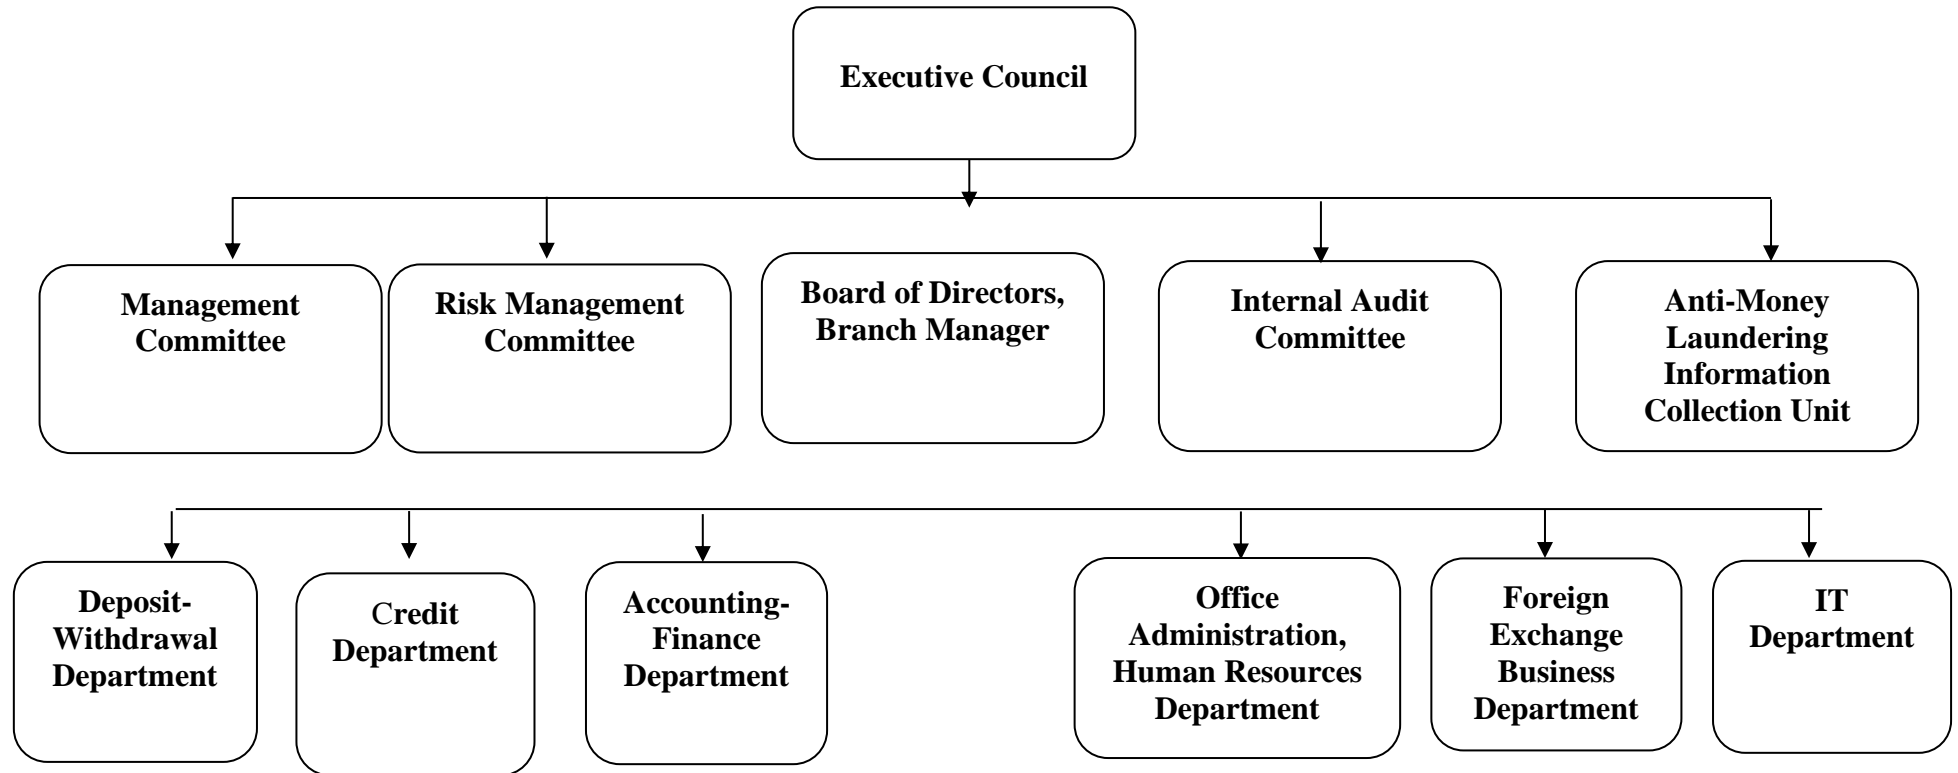 Executive Council
Management
Committee
Risk Management
Committee
Board of Directors,
Branch Manager
Internal Audit
Committee
Anti-Money
Laundering
Information
Collection Unit
Deposit-
Withdrawal
Department
Credit
Department
Accounting-
Finance
Department
Office
Administration,
Human Resources
Department
Foreign
Exchange
Business
Department
IT
Department